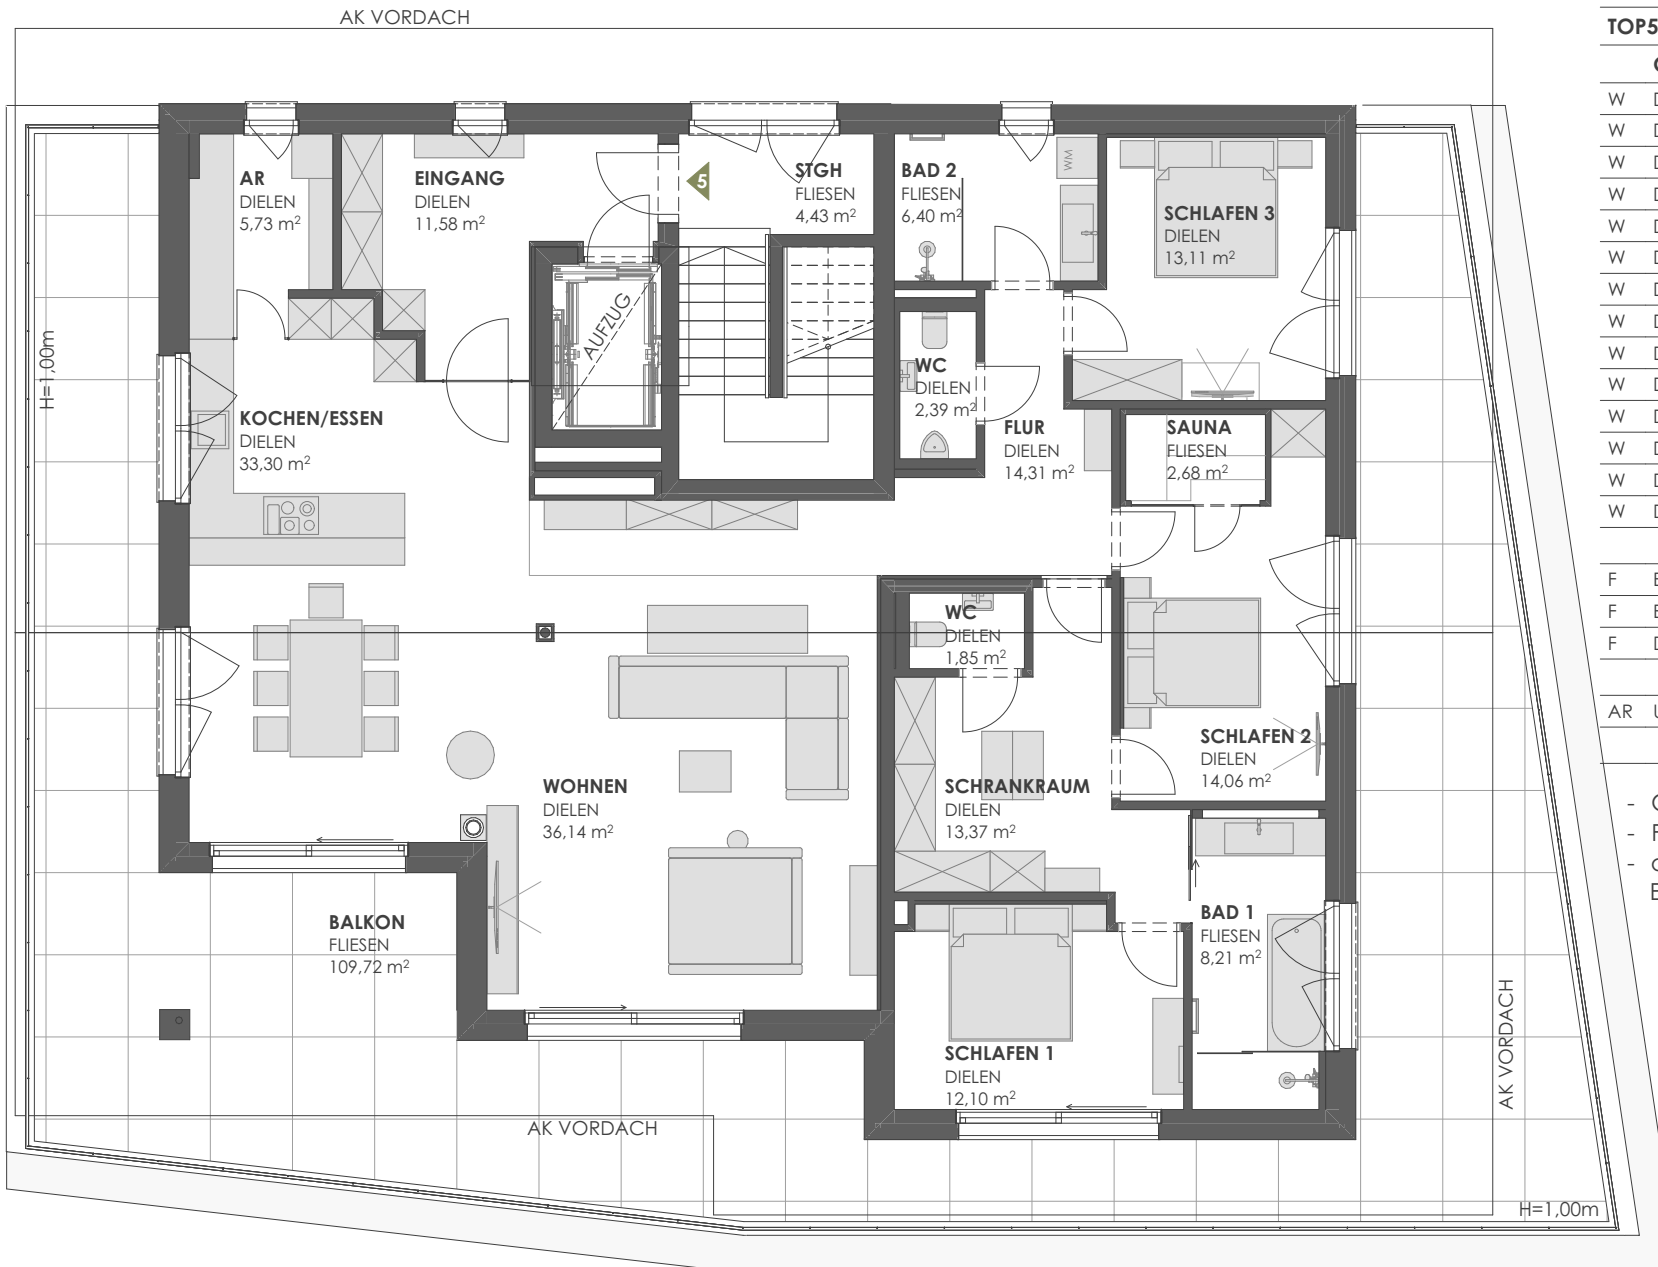 AK VORDACH
TOP5
W
W
W
W
W
W
W
W
W
W
W
W
W
W
F
F
F
AR
AR
DIELEN
5,73 m²
EINGANG
DIELEN
11,58 m²
5
STGH
FLIESEN
4,43 m²
BAD 2
FLIESEN
6,40 m²
WM
SCHLAFEN 3
DIELEN
13,11 m²
AUFZUG
H=1,00m
WC
DIELEN
2,39 m²
KOCHEN/ESSEN
DIELEN
33,30 m²
FLUR
DIELEN
14,31 m²
SAUNA
FLIESEN
2,68 m²
WC
DIELEN
1,85 m²
SCHLAFEN 2
DIELEN
14,06 m²
WOHNEN
DIELEN
36,14 m²
SCHRANKRAUM
DIELEN
13,37 m²
BALKON
FLIESEN
109,72 m²
BAD 1
FLIESEN
8,21 m²
SCHLAFEN 1
DIELEN
12,10 m²
AK VORDACH
AK VORDACH
H=1,00m